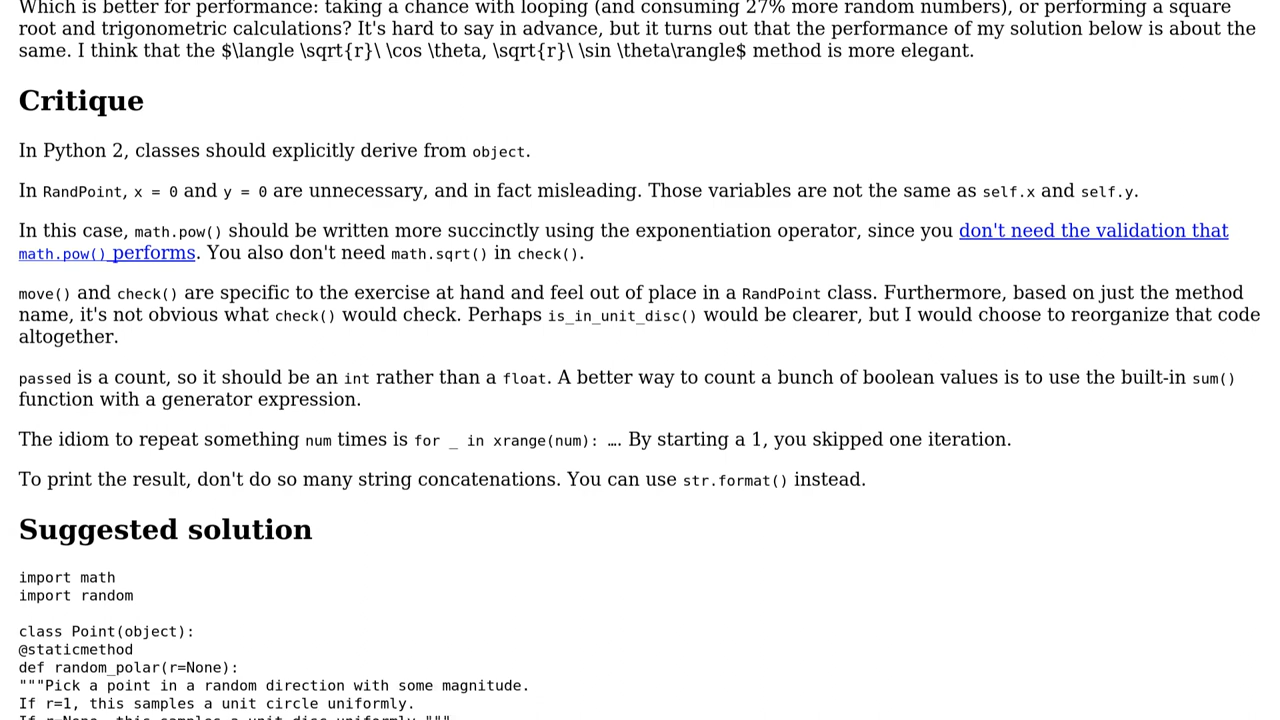 Which is better for performance: taking a chance with looping (and consuming 27% more random numbers), or performing a square
root and trigonometric calculations? It's hard to say in advance, but it turns out that the performance of my solution below is about the
same. I think that the $\langle \sqrt{r}\ \cos \theta, \sqrt{r}\ \sin \theta\rangle$ method is more elegant.
Critique
In Python 2, classes should explicitly derive from object.
In RandPoint, x = 0 and y = 0 are unnecessary, and in fact misleading. Those variables are not the same as self.x and self.y.
In this case, math.pow() should be written more succinctly using the exponentiation operator, since you don't need the validation that
math.pow() performs. You also don't need math.sqrt() in check().
move() and check() are specific to the exercise at hand and feel out of place in a RandPoint class. Furthermore, based on just the method
name, it's not obvious what check() would check. Perhaps is_in_unit_disc() would be clearer, but I would choose to reorganize that code
altogether.
passed is a count, so it should be an int rather than a float. A better way to count a bunch of boolean values is to use the built-in sum()
function with a generator expression.
The idiom to repeat something num times is for _ in xrange(num): …. By starting a 1, you skipped one iteration.
To print the result, don't do so many string concatenations. You can use str.format() instead.
Suggested solution
import math
import random
class Point(object):
@staticmethod
def random_polar(r=None):
"""Pick a point in a random direction with some magnitude.
If r=1, this samples a unit circle uniformly.
If r=None, this samples a unit disc uniformly."""